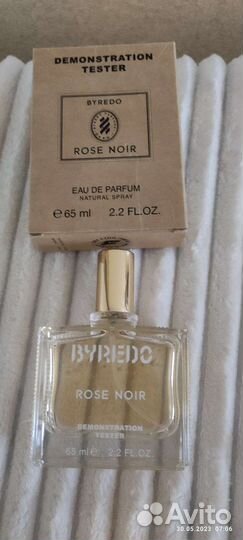 DEMONSTRATION
TESTER
BYREDO
ROSE NOIR
EAU DE PARFUM
NATURAL SPRAY
℮ 65 ml 2.2 FL.OZ.
BYREDO
ROSE NOIR
DEMONSTRATION
TESTER
65 ml ℮ 2.2 FL.OZ.
30.05.2023 07:06
Avito